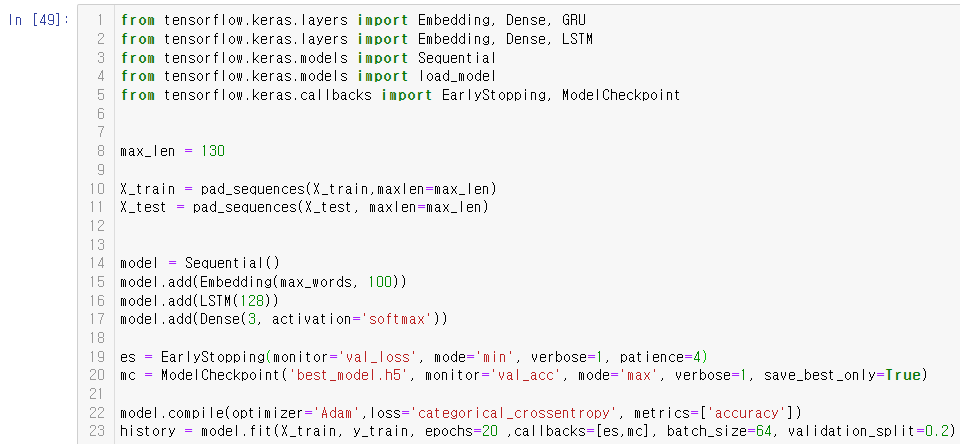 In [49]:
1 from tensorflow.keras.layers import Embedding, Dense, GRU
2 from tensorflow.keras.layers import Embedding, Dense, LSTM
3 from tensorflow.keras.models import Sequential
4 from tensorflow.keras.models import load_model
5 from tensorflow.keras.callbacks import EarlyStopping, ModelCheckpoint
6
7
8 max_len = 130
9
10 X_train = pad_sequences(X_train,maxlen=max_len)
11 X_test = pad_sequences(X_test, maxlen=max_len)
12
13
14 model = Sequential()
15 model.add(Embedding(max_words, 100))
16 model.add(LSTM(128))
17 model.add(Dense(3, activation='softmax'))
18
19 es = EarlyStopping(monitor='val_loss', mode='min', verbose=1, patience=4)
20 mc = ModelCheckpoint('best_model.h5', monitor='val_acc', mode='max', verbose=1, save_best_only=True)
21
22 model.compile(optimizer='Adam',loss='categorical_crossentropy', metrics=['accuracy'])
23 history = model.fit(X_train, y_train, epochs=20 ,callbacks=[es,mc], batch_size=64, validation_split=0.2)